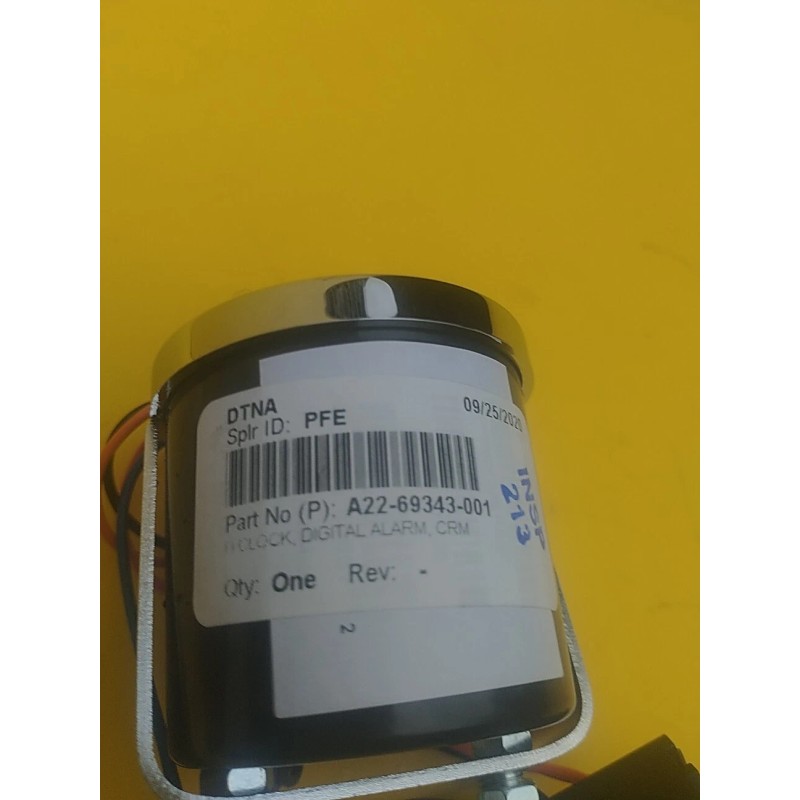 DTNA
Splr ID: PFE
09/25/2020
Part No (P): A22-69343-001
CLOCK, DIGITAL ALARM, CRM
Qty: One Rev: -
INSP
213
2